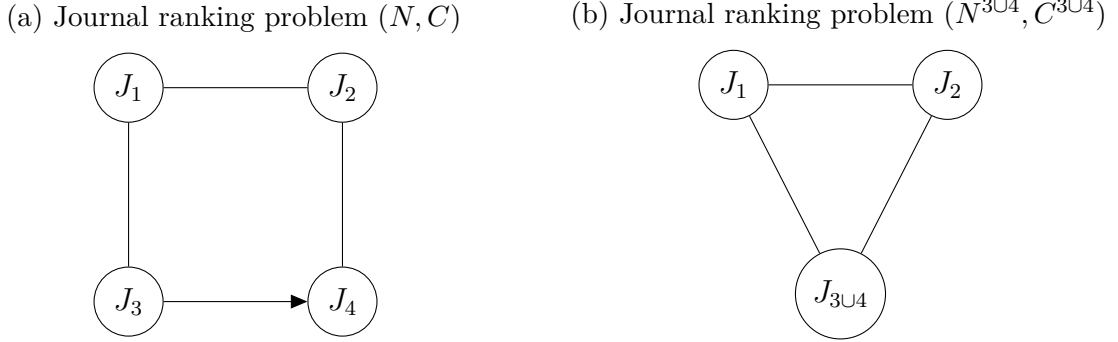 (a) Journal ranking problem (N, C)
(b) Journal ranking problem (N^{3∪4}, C^{3∪4})
J_1
J_2
J_1
J_2
J_3
J_4
J_{3∪4}